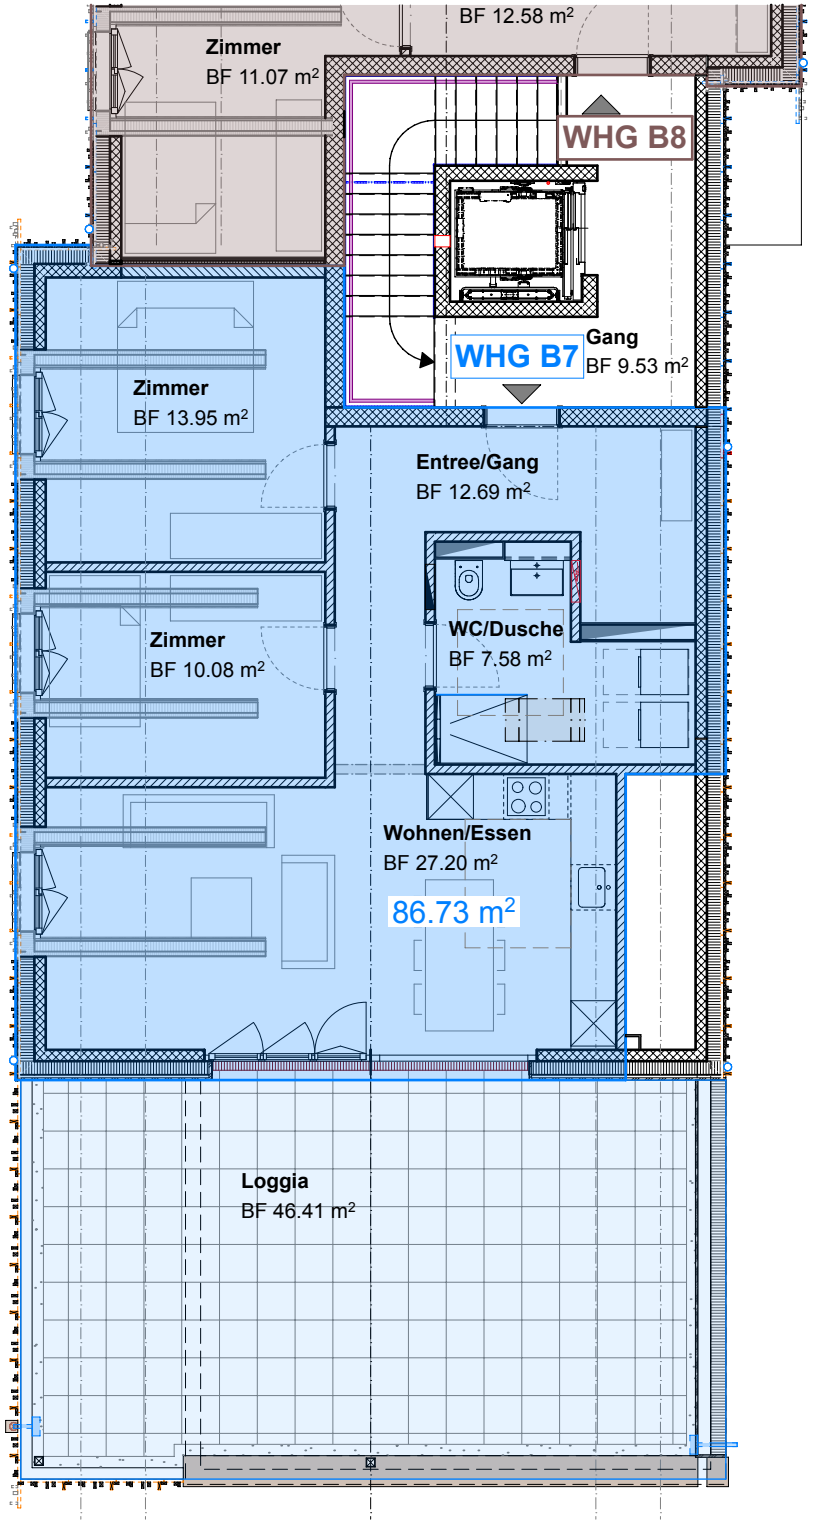 BF 12.58 m²
Zimmer
BF 11.07 m²
WHG B8
Gang
BF 9.53 m²
WHG B7
Zimmer
BF 13.95 m²
Entree/Gang
BF 12.69 m²
WC/Dusche
BF 7.58 m²
Zimmer
BF 10.08 m²
Wohnen/Essen
BF 27.20 m²
86.73 m²
Loggia
BF 46.41 m²